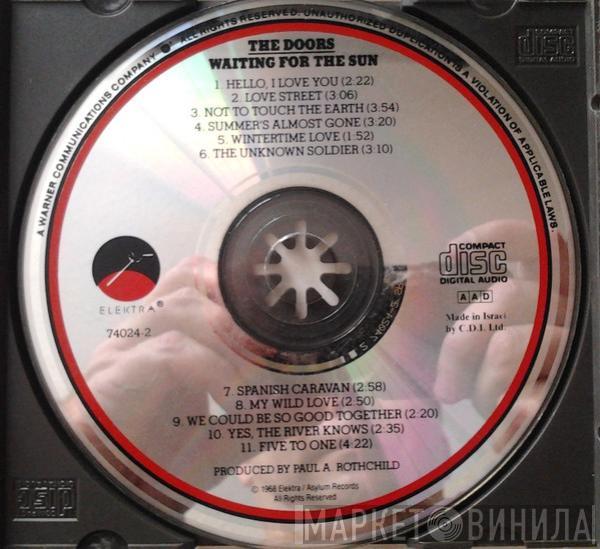 A WARNER COMMUNICATIONS COMPANY ALL RIGHTS RESERVED. UNAUTHORIZED DUPLICATION IS A VIOLATION OF APPLICABLE LAWS.
THE DOORS
WAITING FOR THE SUN
1. HELLO, I LOVE YOU (2:22)
2. LOVE STREET (3:06)
3. NOT TO TOUCH THE EARTH (3:54)
4. SUMMER'S ALMOST GONE (3:20)
5. WINTERTIME LOVE (1:52)
6. THE UNKNOWN SOLDIER (3:10)
ELEKTRA®
74024-2
COMPACT
disc
DIGITAL AUDIO
A A D
Made in Israel
by C.D.I. Ltd.
7. SPANISH CARAVAN (2:58)
8. MY WILD LOVE (2:50)
9. WE COULD BE SO GOOD TOGETHER (2:20)
10. YES, THE RIVER KNOWS (2:35)
11. FIVE TO ONE (4:22)
PRODUCED BY PAUL A. ROTHCHILD
© 1968 Elektra / Asylum Records
All Rights Reserved
COMPACT
disc
DIGITAL AUDIO
МАРКЕТ ВИНИЛА